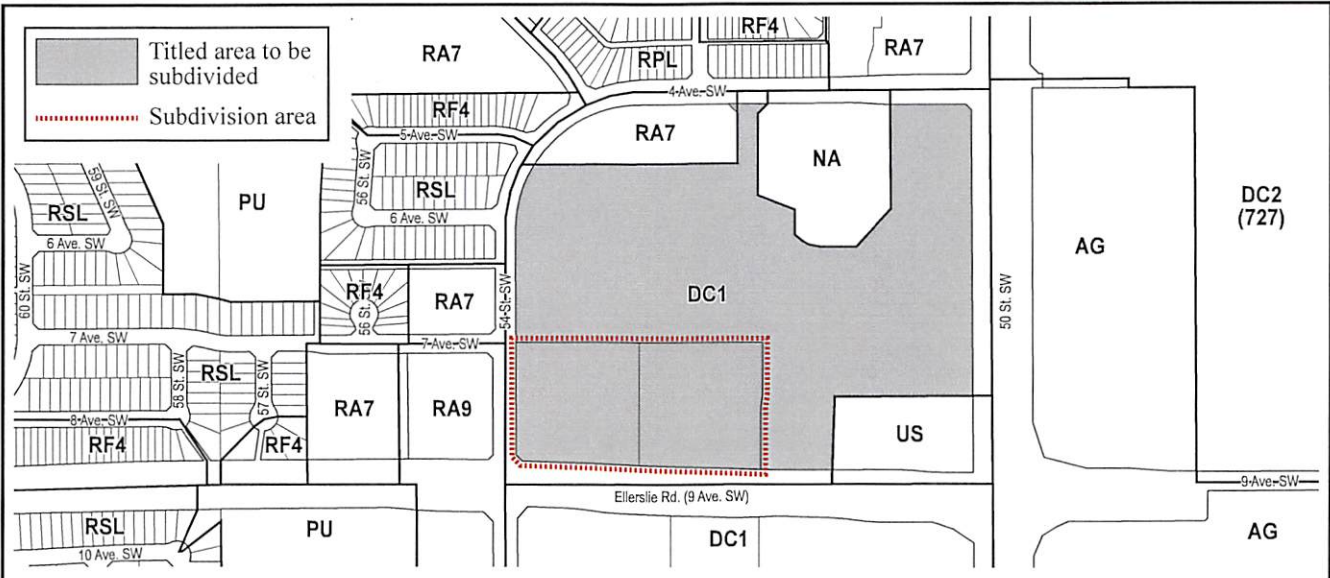 Titled area to be
subdivided
Subdivision area
RA7
RF4
RPL
RA7
4 Ave. SW
RF4
5 Ave. SW
RA7
NA
DC2
(727)
59 St. SW
RSL
PU
56 St. SW
RSL
6 Ave. SW
6 Ave. SW
AG
60 St. SW
RF4
56 St.
RA7
54 St. SW
DC1
50 St. SW
7 Ave. SW
7 Ave. SW
58 St. SW
RSL
57 St. SW
RA7
RA9
8 Ave. SW
RF4
RF4
US
9 Ave. SW
Ellerslie Rd. (9 Ave. SW)
RSL
PU
DC1
AG
10 Ave. SW